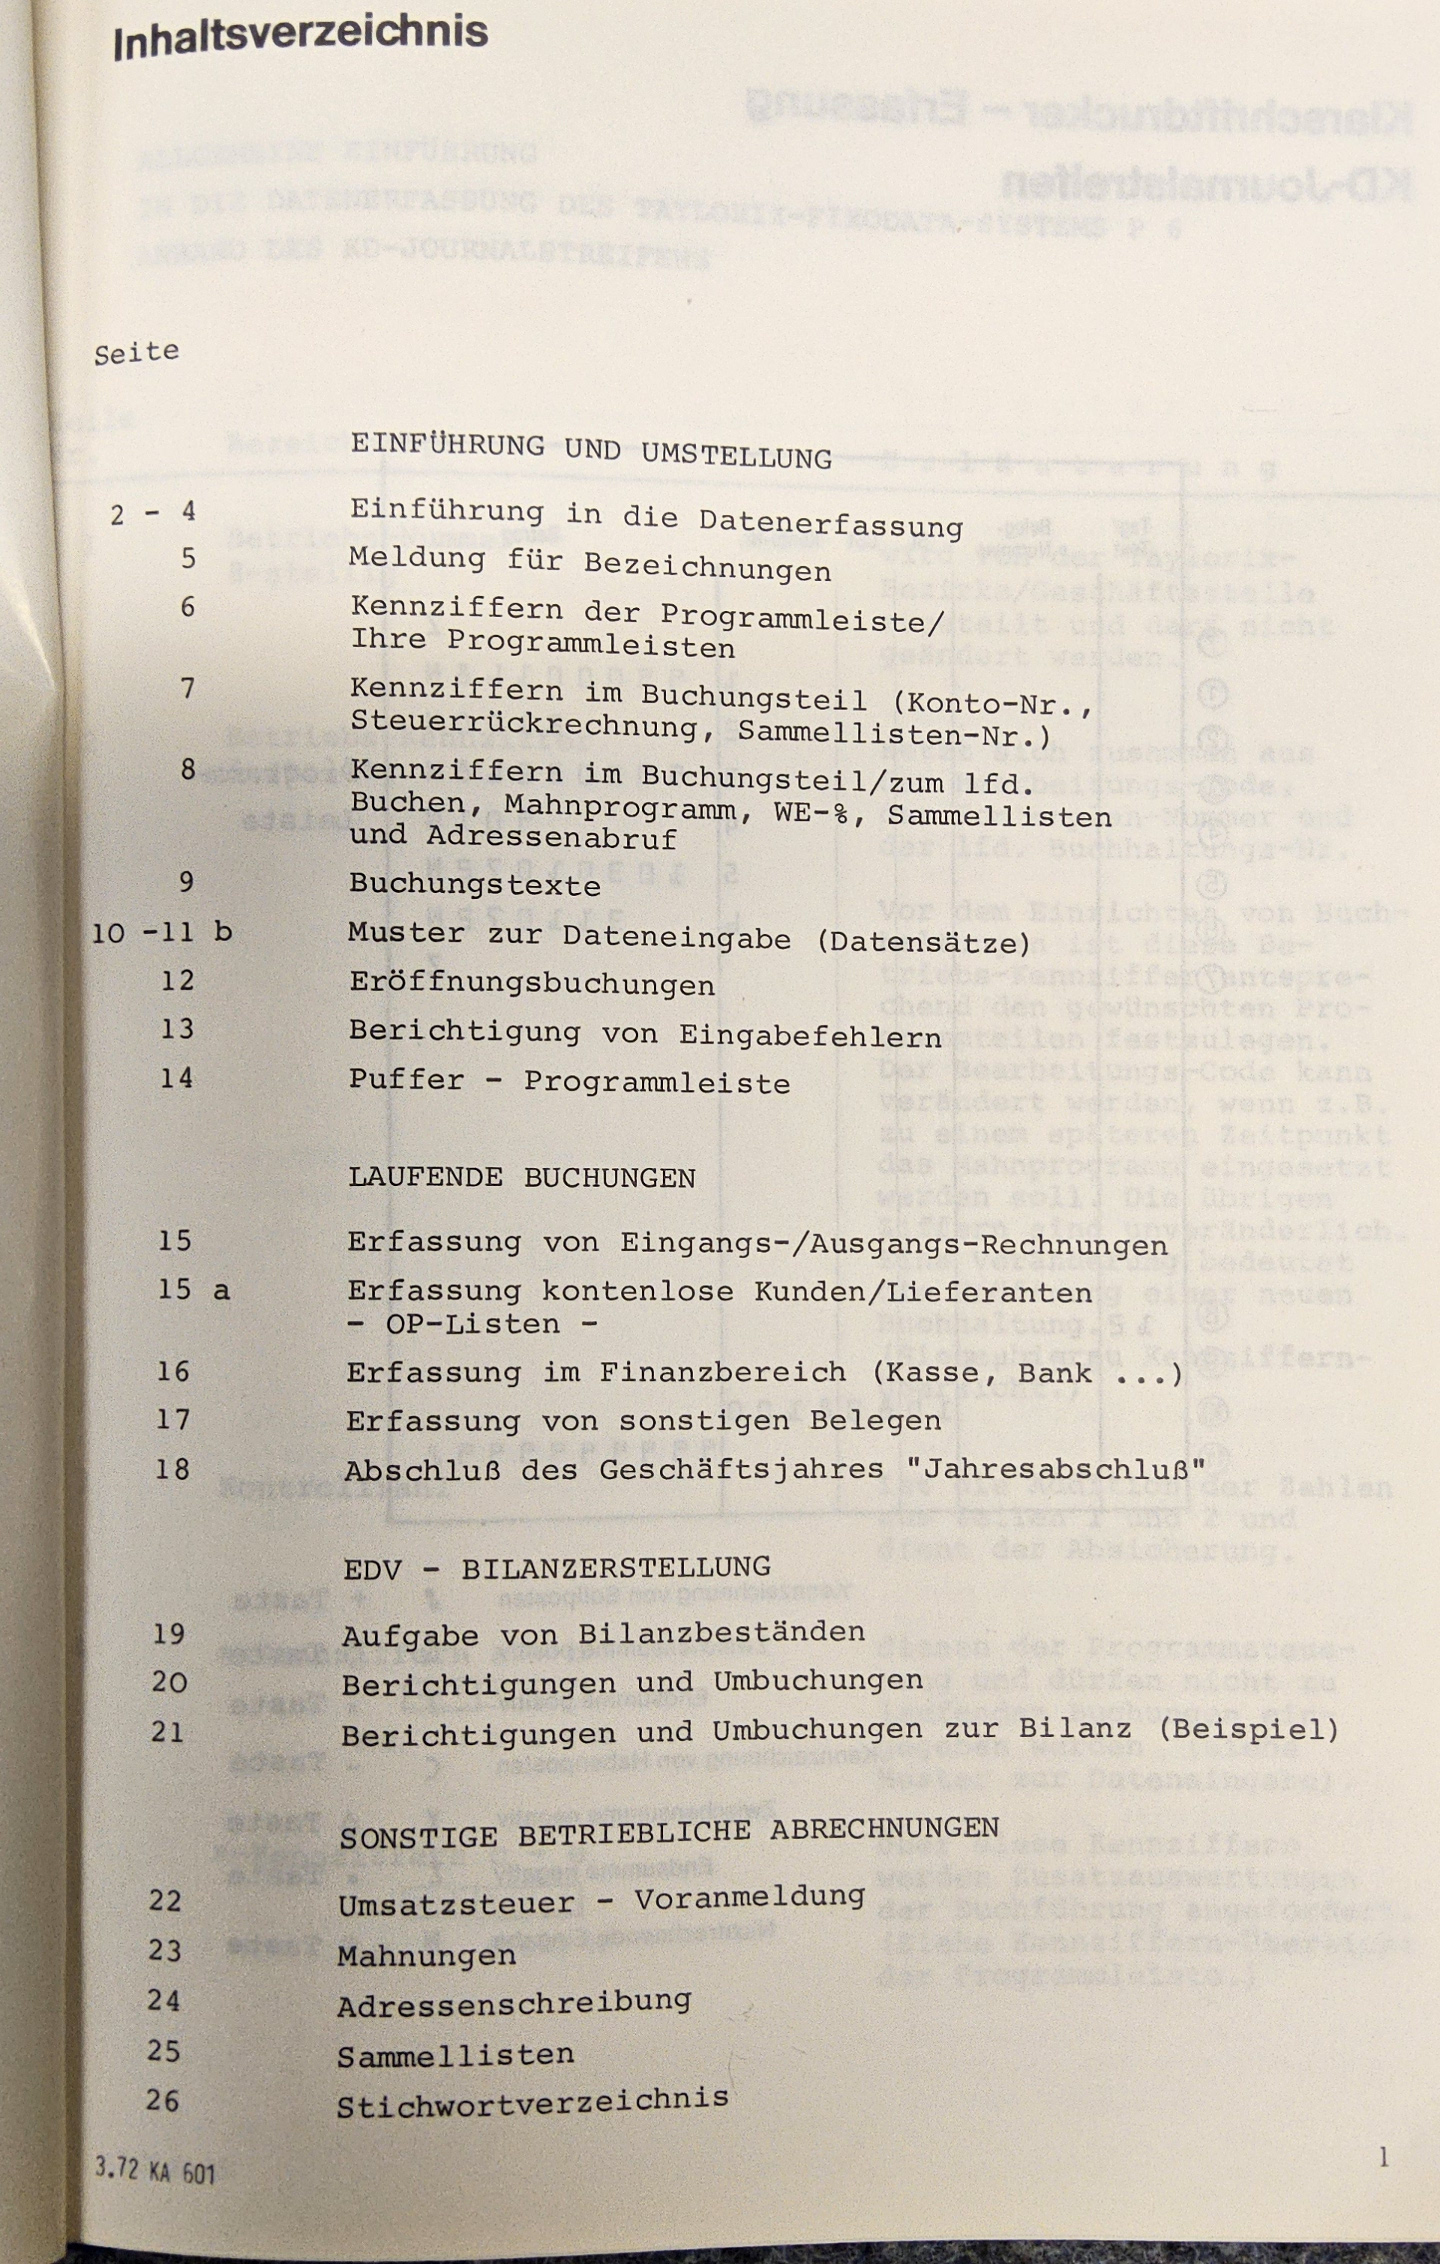 Inhaltsverzeichnis
Seite
EINFÜHRUNG UND UMSTELLUNG
2 - 4 Einführung in die Datenerfassung
5 Meldung für Bezeichnungen
6 Kennziffern der Programmleiste/
Ihre Programmleisten
7 Kennziffern im Buchungsteil (Konto-Nr.,
Steuerrückrechnung, Sammellisten-Nr.)
8 Kennziffern im Buchungsteil/zum lfd.
Buchen, Mahnprogramm, WE-%, Sammellisten
und Adressenabruf
9 Buchungstexte
10 -11 b Muster zur Dateneingabe (Datensätze)
12 Eröffnungsbuchungen
13 Berichtigung von Eingabefehlern
14 Puffer - Programmleiste
LAUFENDE BUCHUNGEN
15 Erfassung von Eingangs-/Ausgangs-Rechnungen
15 a Erfassung kontenlose Kunden/Lieferanten
- OP-Listen -
16 Erfassung im Finanzbereich (Kasse, Bank ...)
17 Erfassung von sonstigen Belegen
18 Abschluß des Geschäftsjahres "Jahresabschluß"
EDV - BILANZERSTELLUNG
19 Aufgabe von Bilanzbeständen
20 Berichtigungen und Umbuchungen
21 Berichtigungen und Umbuchungen zur Bilanz (Beispiel)
SONSTIGE BETRIEBLICHE ABRECHNUNGEN
22 Umsatzsteuer - Voranmeldung
23 Mahnungen
24 Adressenschreibung
25 Sammellisten
26 Stichwortverzeichnis
3.72 KA 601
1